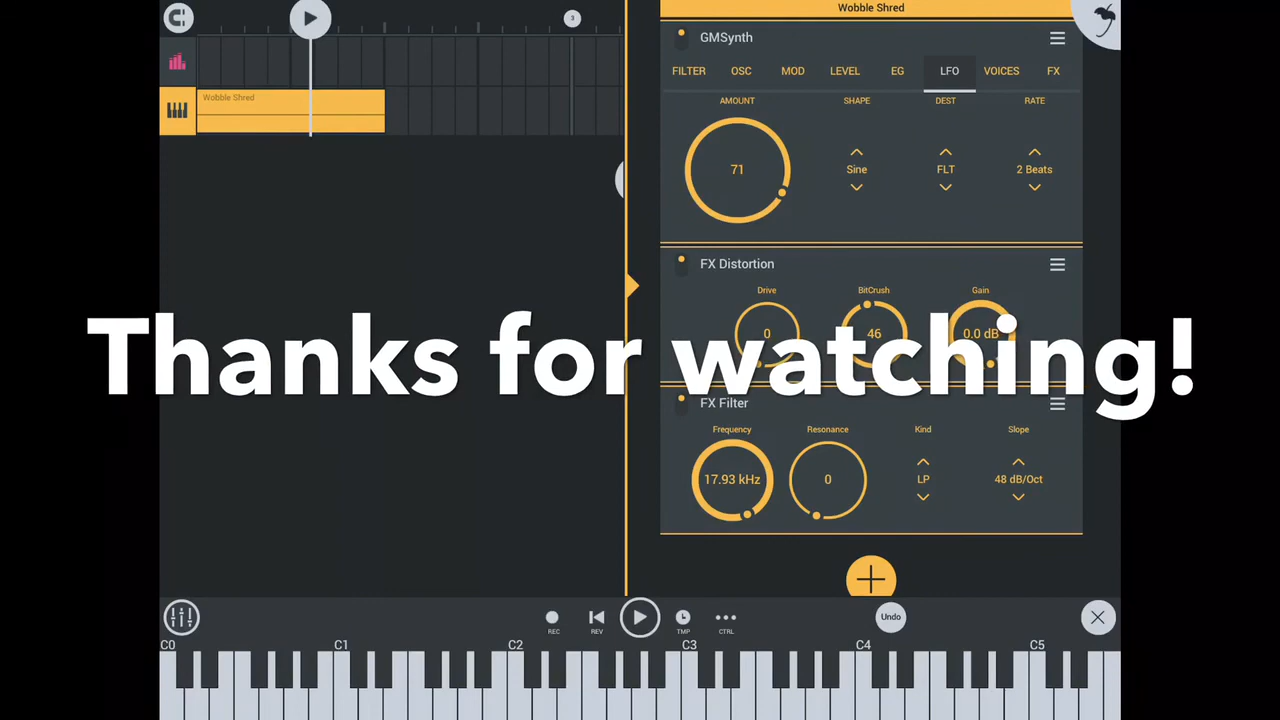 Wobble Shred
3
GMSynth
FILTER OSC MOD LEVEL EG LFO VOICES FX
Wobble Shred
AMOUNT SHAPE DEST RATE
71 Sine FLT 2 Beats
FX Distortion
Drive BitCrush Gain
0 46 0.0 dB
Thanks for watching!
FX Filter
Frequency Resonance Kind Slope
17.93 kHz 0 LP 48 dB/Oct
REC REV TMP CTRL Undo
C0 C1 C2 C3 C4 C5